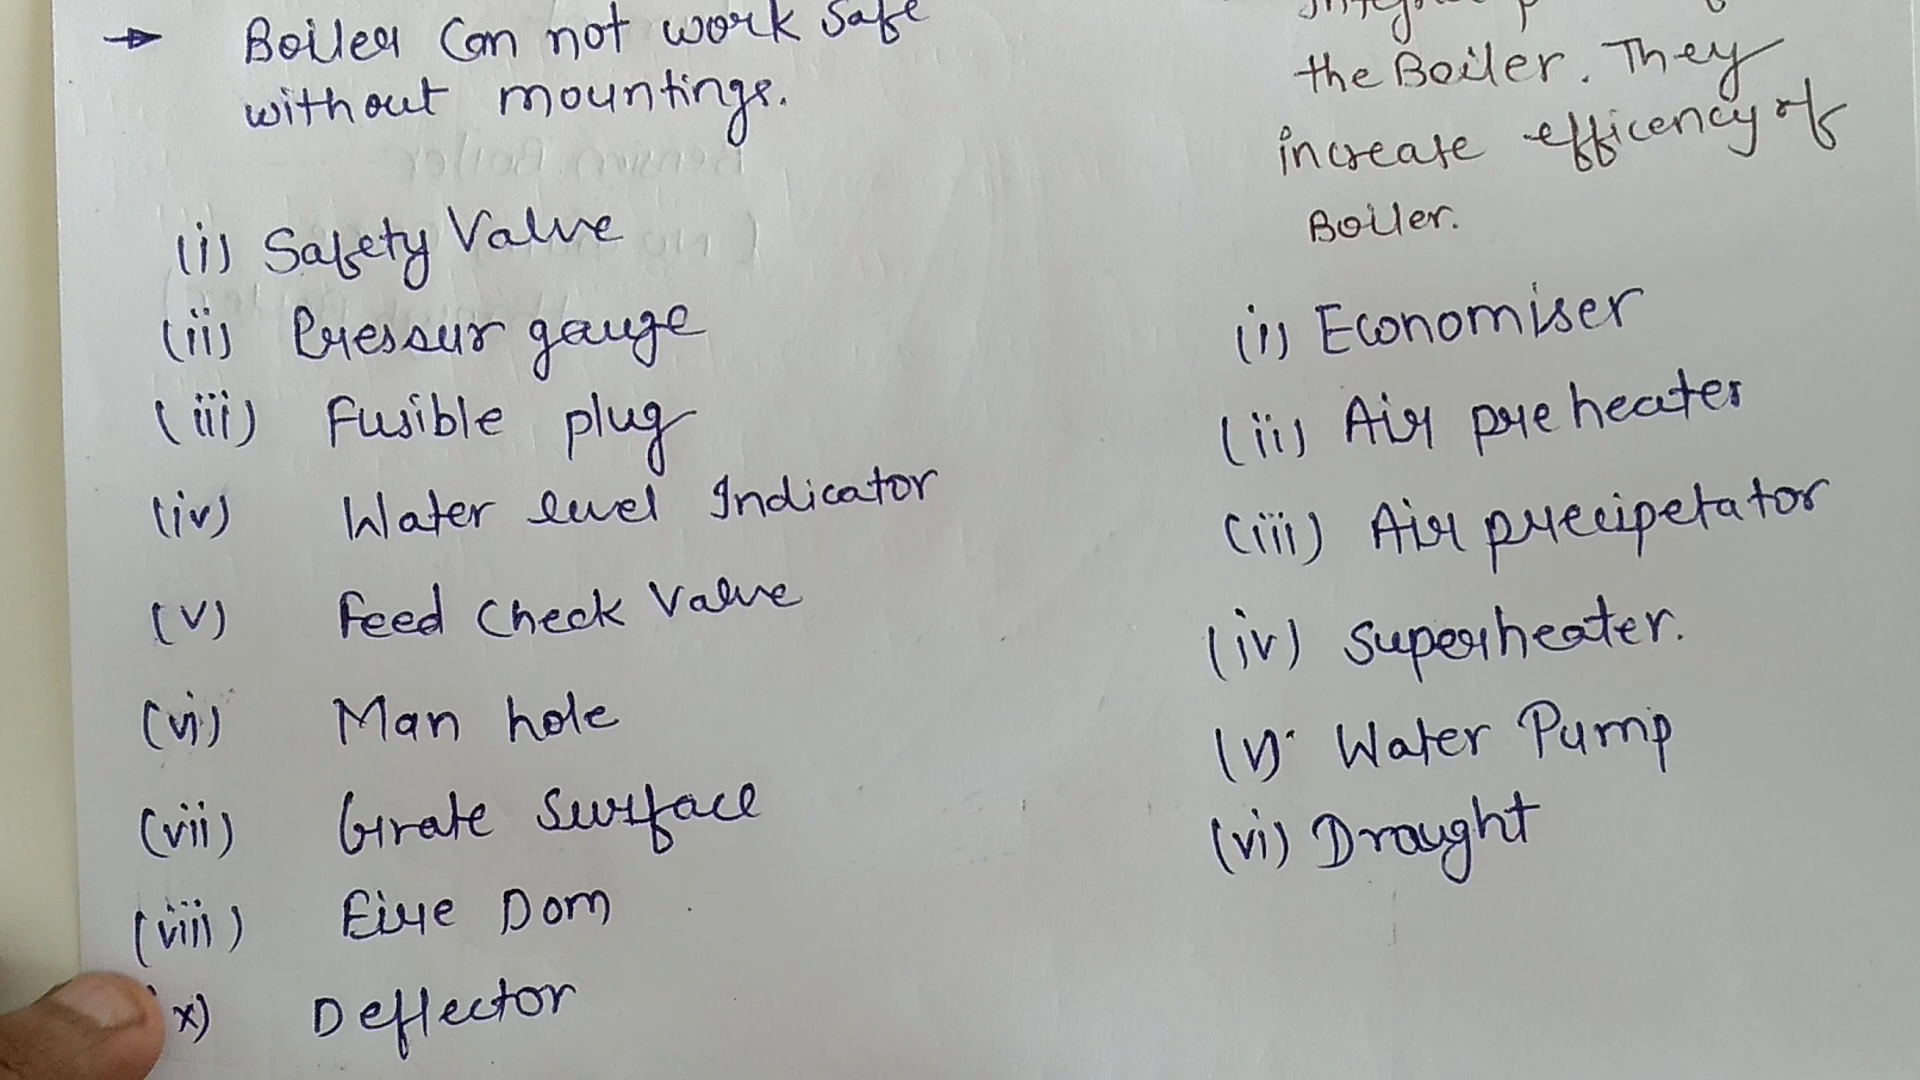 Boiler Can not work safe
without mountings.
(i) Safety Valve
(ii) Pressur gauge
(iii) Fusible plug
(iv) Water level Indicator
(v) Feed Check Valve
(vi) Man hole
(vii) Grate Surface
(viii) Fire Dom
x) Deflector
the Boiler. They
increase efficency of
Boiler.
(i) Economiser
(ii) Air pre heater
(iii) Air precipetator
(iv) Superheater.
(v) Water Pump
(vi) Draught